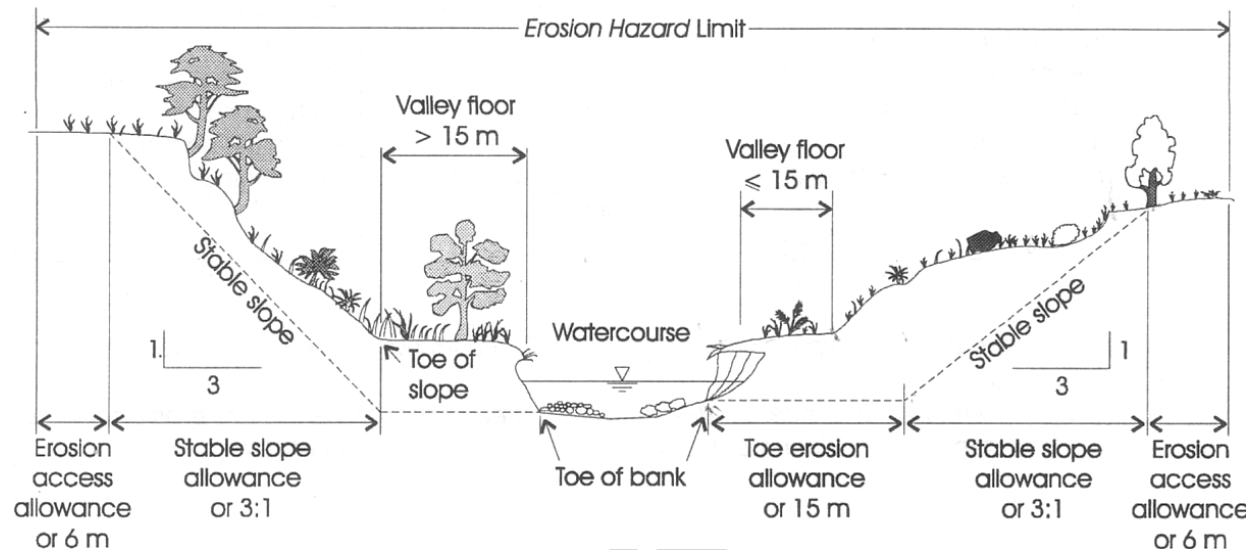 Erosion Hazard Limit
Valley floor
> 15 m
Valley floor
≤ 15 m
Stable slope
Watercourse
Stable slope
1.
3
Toe of
slope
3
1
Erosion
access
allowance
or 6 m
Stable slope
allowance
or 3:1
Toe of bank
Toe erosion
allowance
or 15 m
Stable slope
allowance
or 3:1
Erosion
access
allowance
or 6 m